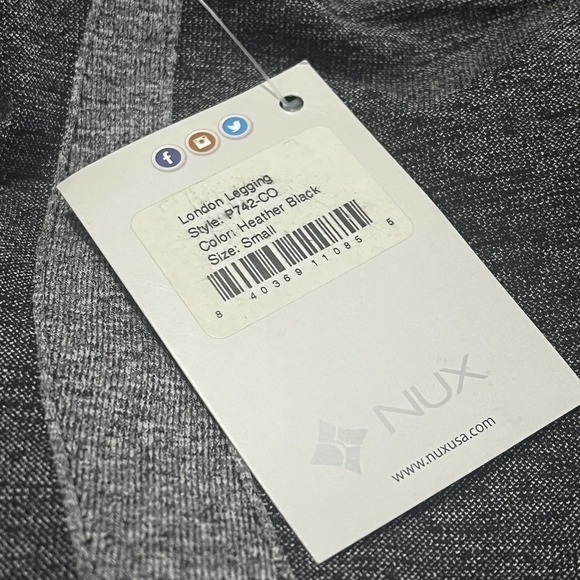 London Legging
Style: P742-CO
Color: Heather Black
Size: Small
8 40369 11085 5
NUX
www.nuxusa.com